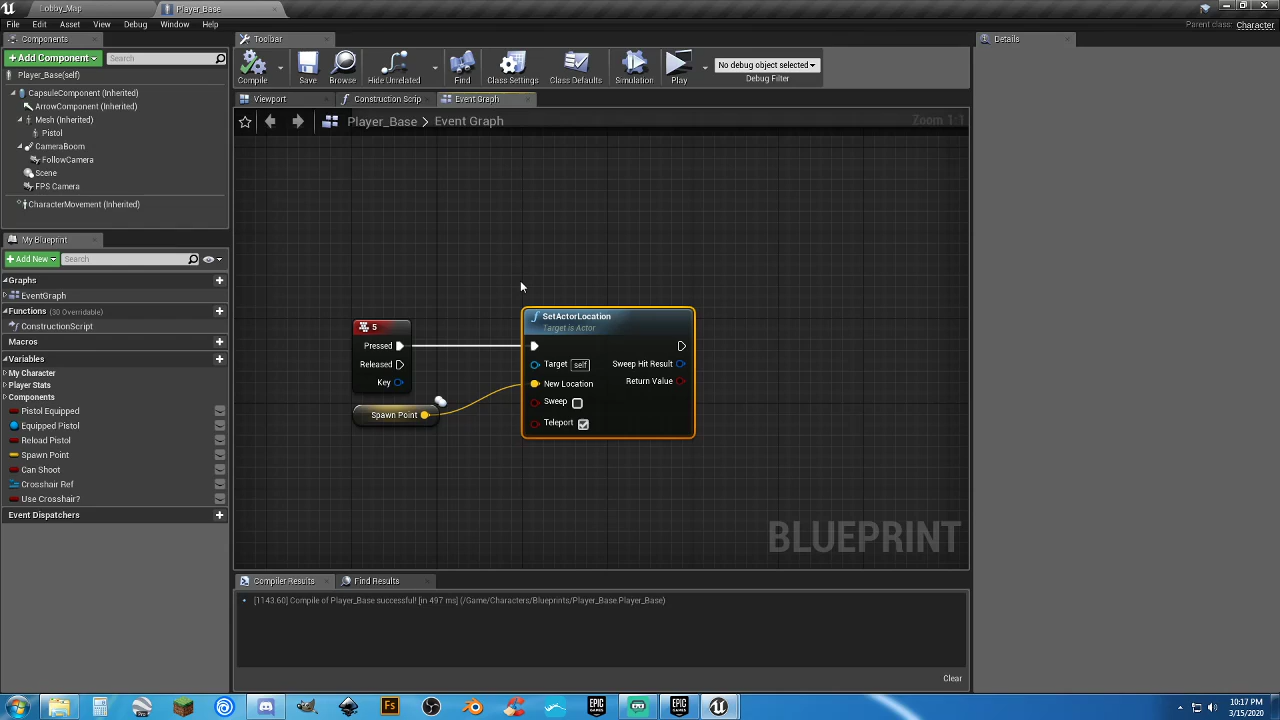 Lobby_Map
Player_Base
File Edit Asset View Debug Window Help
Parent class: Character
Components
+Add Component
Search
Player_Base(self)
CapsuleComponent (Inherited)
ArrowComponent (Inherited)
Mesh (Inherited)
Pistol
CameraBoom
FollowCamera
Scene
FPS Camera
CharacterMovement (Inherited)
My Blueprint
+Add New
Search
Graphs
EventGraph
Functions (30 Overridable)
ConstructionScript
Macros
Variables
My Character
Player Stats
Components
Pistol Equipped
Equipped Pistol
Reload Pistol
Spawn Point
Can Shoot
Crosshair Ref
Use Crosshair?
Event Dispatchers
Toolbar
Compile
Save
Browse
Hide Unrelated
Find
Class Settings
Class Defaults
Simulation
Play
No debug object selected
Debug Filter
Viewport
Construction Scrip
Event Graph
Player_Base > Event Graph
Zoom 1:1
5
Pressed
Released
Key
Spawn Point
SetActorLocation
Target is Actor
Target self
Sweep Hit Result
New Location
Return Value
Sweep
Teleport
BLUEPRINT
Compiler Results
Find Results
[1143.60] Compile of Player_Base successful! [in 497 ms] (/Game/Characters/Blueprints/Player_Base.Player_Base)
Clear
Details
Pro
Fs
EPIC GAMES
EPIC GAMES
10:17 PM
3/15/2020